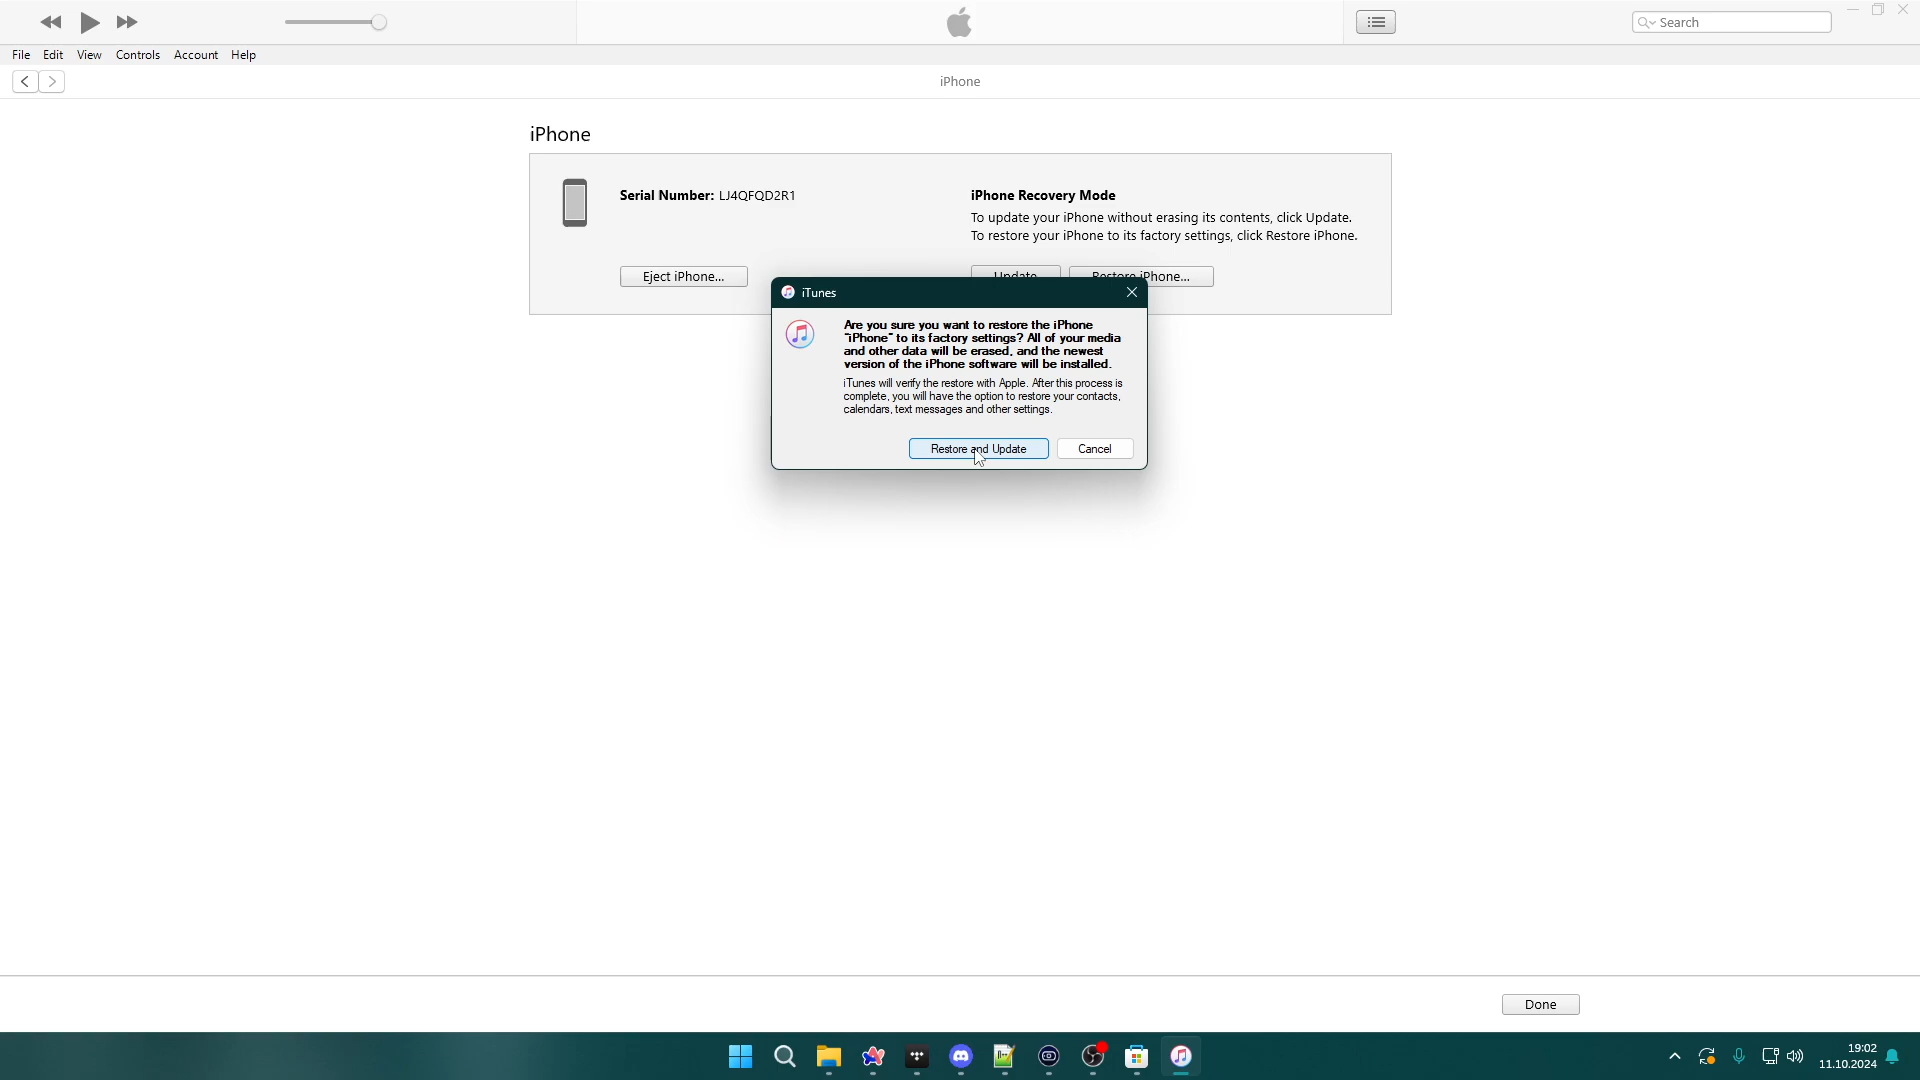 Search
File Edit View Controls Account Help
iPhone
iPhone
Serial Number: LJ4QFQD2R1
iPhone Recovery Mode
To update your iPhone without erasing its contents, click Update.
To restore your iPhone to its factory settings, click Restore iPhone.
Eject iPhone...
Update
Restore iPhone...
iTunes
Are you sure you want to restore the iPhone
"iPhone" to its factory settings? All of your media
and other data will be erased, and the newest
version of the iPhone software will be installed.
iTunes will verify the restore with Apple. After this process is
complete, you will have the option to restore your contacts,
calendars, text messages and other settings.
Restore and Update
Cancel
Done
19:02
11.10.2024